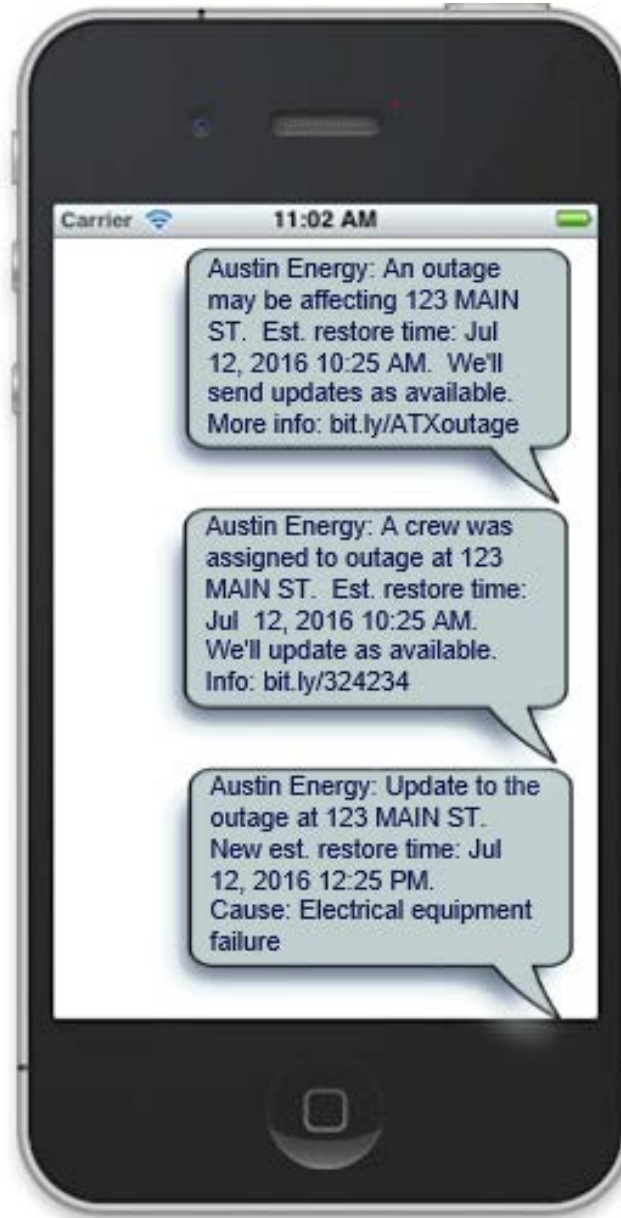 Carrier 11:02 AM
Austin Energy: An outage
may be affecting 123 MAIN
ST.  Est. restore time: Jul
12, 2016 10:25 AM.  We'll
send updates as available.
More info: bit.ly/ATXoutage
Austin Energy: A crew was
assigned to outage at 123
MAIN ST.  Est. restore time:
Jul  12, 2016 10:25 AM.
We'll update as available.
Info: bit.ly/324234
Austin Energy: Update to the
outage at 123 MAIN ST.
New est. restore time: Jul
12, 2016 12:25 PM.
Cause: Electrical equipment
failure